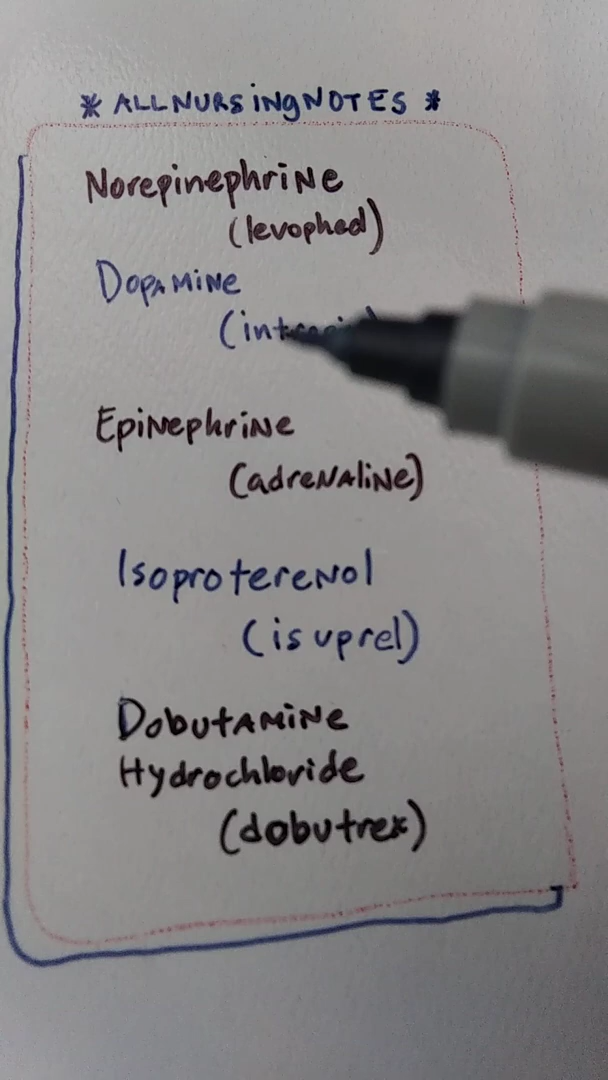 * ALLNURSINGNOTES *
Norepinephrine
(levophed)
Dopamine
Epinephrine
(adrenaline)
Isoproterenol
(isuprel)
Dobutamine
Hydrochloride
(dobutrex)